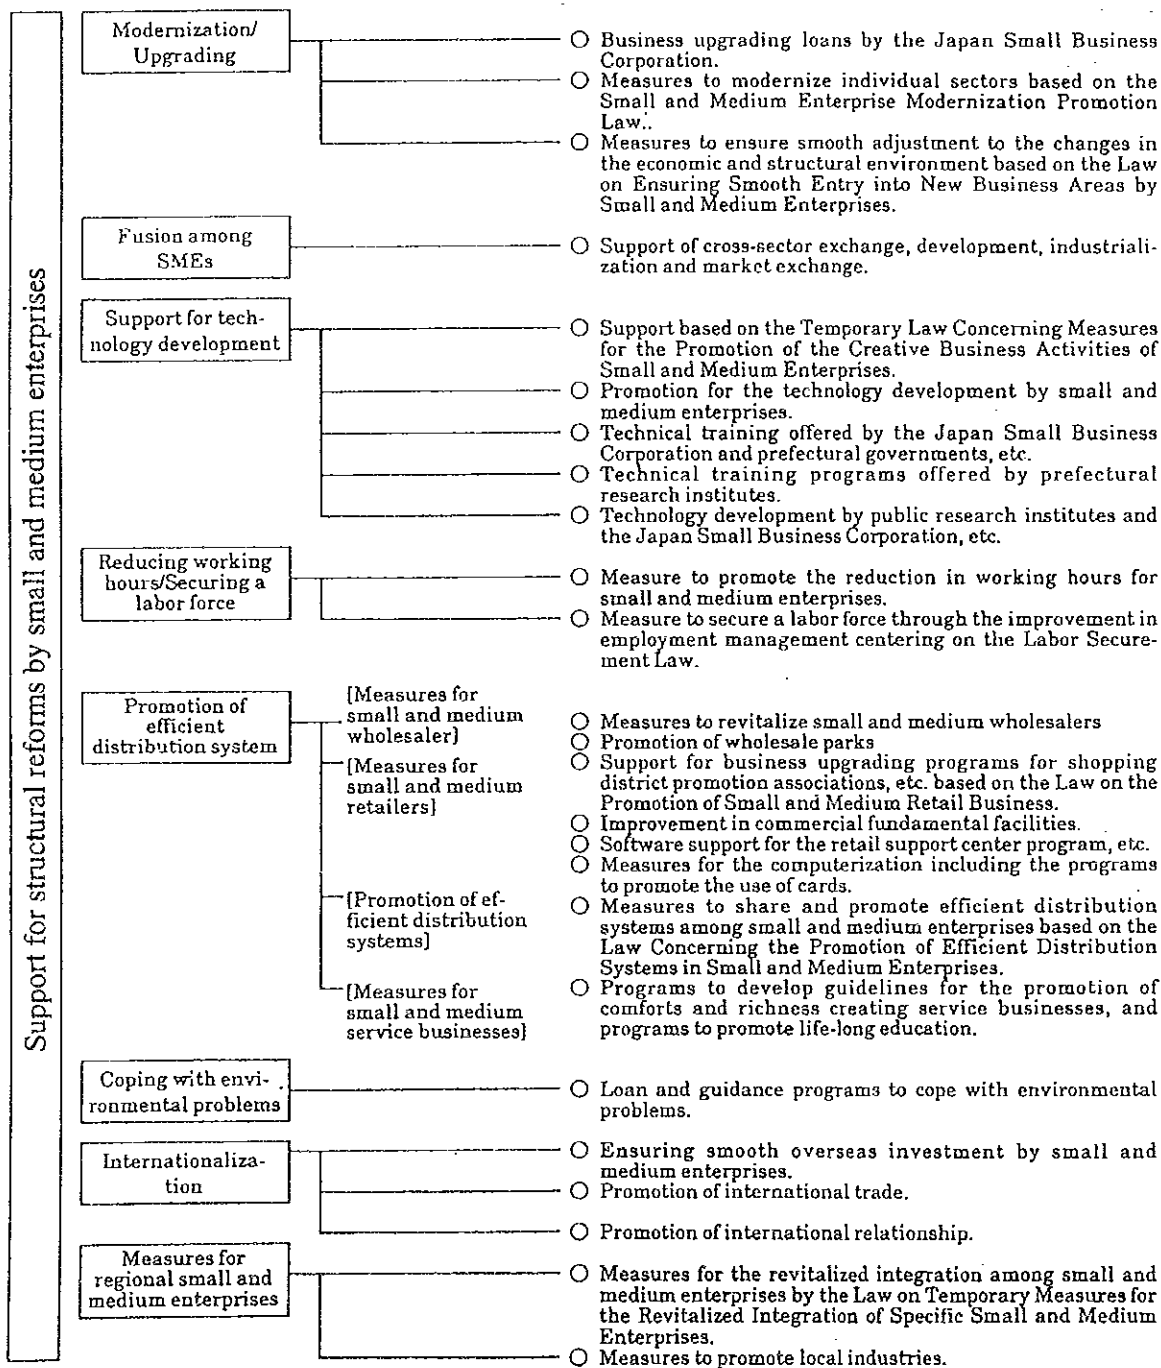 Support for structural reforms by small and medium enterprises
Modernization/
Upgrading
○ Business upgrading loans by the Japan Small Business
Corporation.
○ Measures to modernize individual sectors based on the
Small and Medium Enterprise Modernization Promotion
Law..
○ Measures to ensure smooth adjustment to the changes in
the economic and structural environment based on the Law
on Ensuring Smooth Entry into New Business Areas by
Small and Medium Enterprises.
Fusion among
SMEs
○ Support of cross-sector exchange, development, industriali-
zation and market exchange.
Support for tech-
nology development
○ Support based on the Temporary Law Concerning Measures
for the Promotion of the Creative Business Activities of
Small and Medium Enterprises.
○ Promotion for the technology development by small and
medium enterprises.
○ Technical training offered by the Japan Small Business
Corporation and prefectural governments, etc.
○ Technical training programs offered by prefectural
research institutes.
○ Technology development by public research institutes and
the Japan Small Business Corporation, etc.
Reducing working
hours/Securing a
labor force
○ Measure to promote the reduction in working hours for
small and medium enterprises.
○ Measure to secure a labor force through the improvement in
employment management centering on the Labor Secure-
ment Law.
Promotion of
efficient
distribution system
[Measures for
small and medium
wholesaler]
[Measures for
small and medium
retailers]
[Promotion of ef-
ficient distribution
systems]
[Measures for
small and medium
service businesses]
○ Measures to revitalize small and medium wholesalers
○ Promotion of wholesale parks
○ Support for business upgrading programs for shopping
district promotion associations, etc. based on the Law on the
Promotion of Small and Medium Retail Business.
○ Improvement in commercial fundamental facilities.
○ Software support for the retail support center program, etc.
○ Measures for the computerization including the programs
to promote the use of cards.
○ Measures to share and promote efficient distribution
systems among small and medium enterprises based on the
Law Concerning the Promotion of Efficient Distribution
Systems in Small and Medium Enterprises.
○ Programs to develop guidelines for the promotion of
comforts and richness creating service businesses, and
programs to promote life-long education.
Coping with envi-
ronmental problems
○ Loan and guidance programs to cope with environmental
problems.
Internationaliza-
tion
○ Ensuring smooth overseas investment by small and
medium enterprises.
○ Promotion of international trade.
○ Promotion of international relationship.
Measures for
regional small and
medium enterprises
○ Measures for the revitalized integration among small and
medium enterprises by the Law on Temporary Measures for
the Revitalized Integration of Specific Small and Medium
Enterprises.
○ Measures to promote local industries.